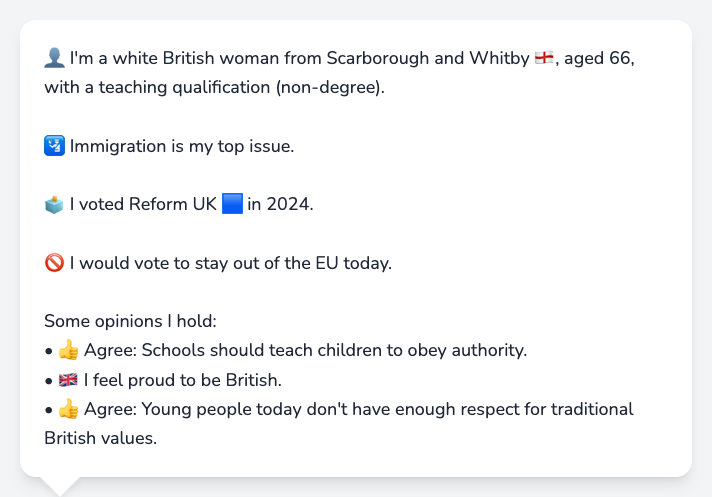 👤 I'm a white British woman from Scarborough and Whitby 🏴󠁧󠁢󠁥󠁮󠁧󠁿, aged 66,
with a teaching qualification (non-degree).
🛂 Immigration is my top issue.
🗳️ I voted Reform UK 🟦 in 2024.
🚫 I would vote to stay out of the EU today.
Some opinions I hold:
• 👍 Agree: Schools should teach children to obey authority.
• 🇬🇧 I feel proud to be British.
• 👍 Agree: Young people today don't have enough respect for traditional
British values.